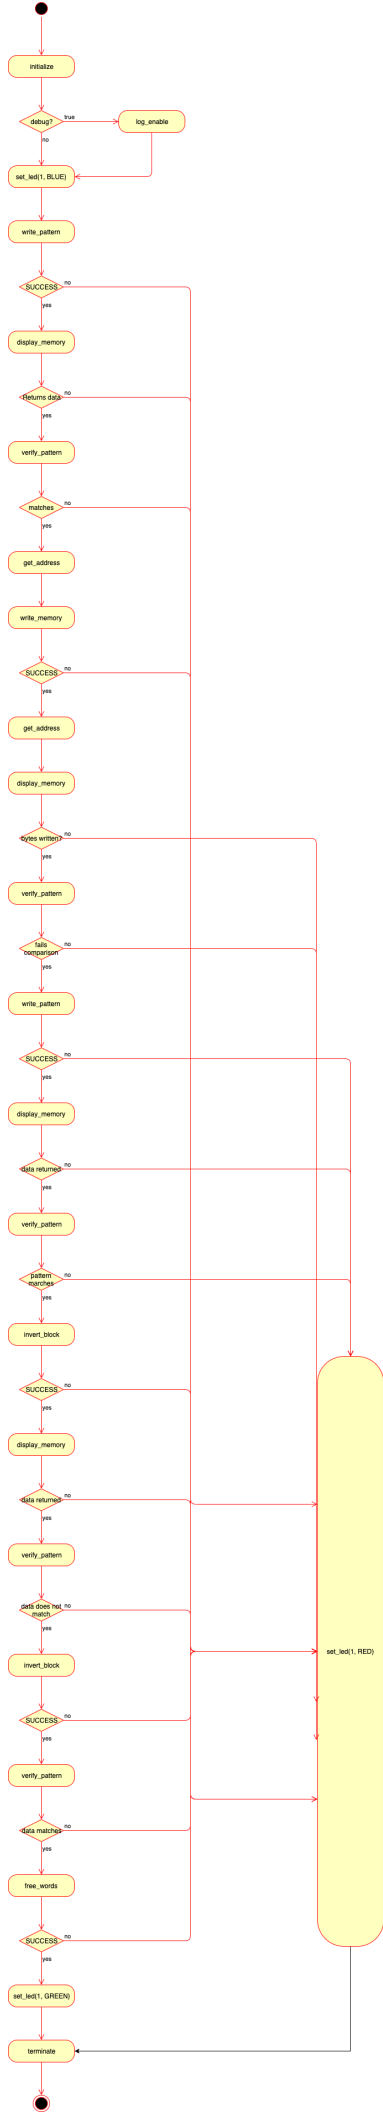 initialize
debug?
true
log_enable
no
set_led(1, BLUE)
write_pattern
SUCCESS
no
yes
display_memory
Returns data
no
yes
verify_pattern
matches
no
yes
get_address
write_memory
SUCCESS
no
yes
get_address
display_memory
bytes written?
no
yes
verify_pattern
fails
comparison
no
yes
write_pattern
SUCCESS
no
yes
display_memory
data returned
no
yes
verify_pattern
pattern
marches
no
yes
invert_block
SUCCESS
no
yes
display_memory
data returned
no
yes
verify_pattern
data does not
match
no
yes
invert_block
set_led(1, RED)
SUCCESS
no
yes
verify_pattern
data matches
no
yes
free_words
SUCCESS
no
yes
set_led(1, GREEN)
terminate